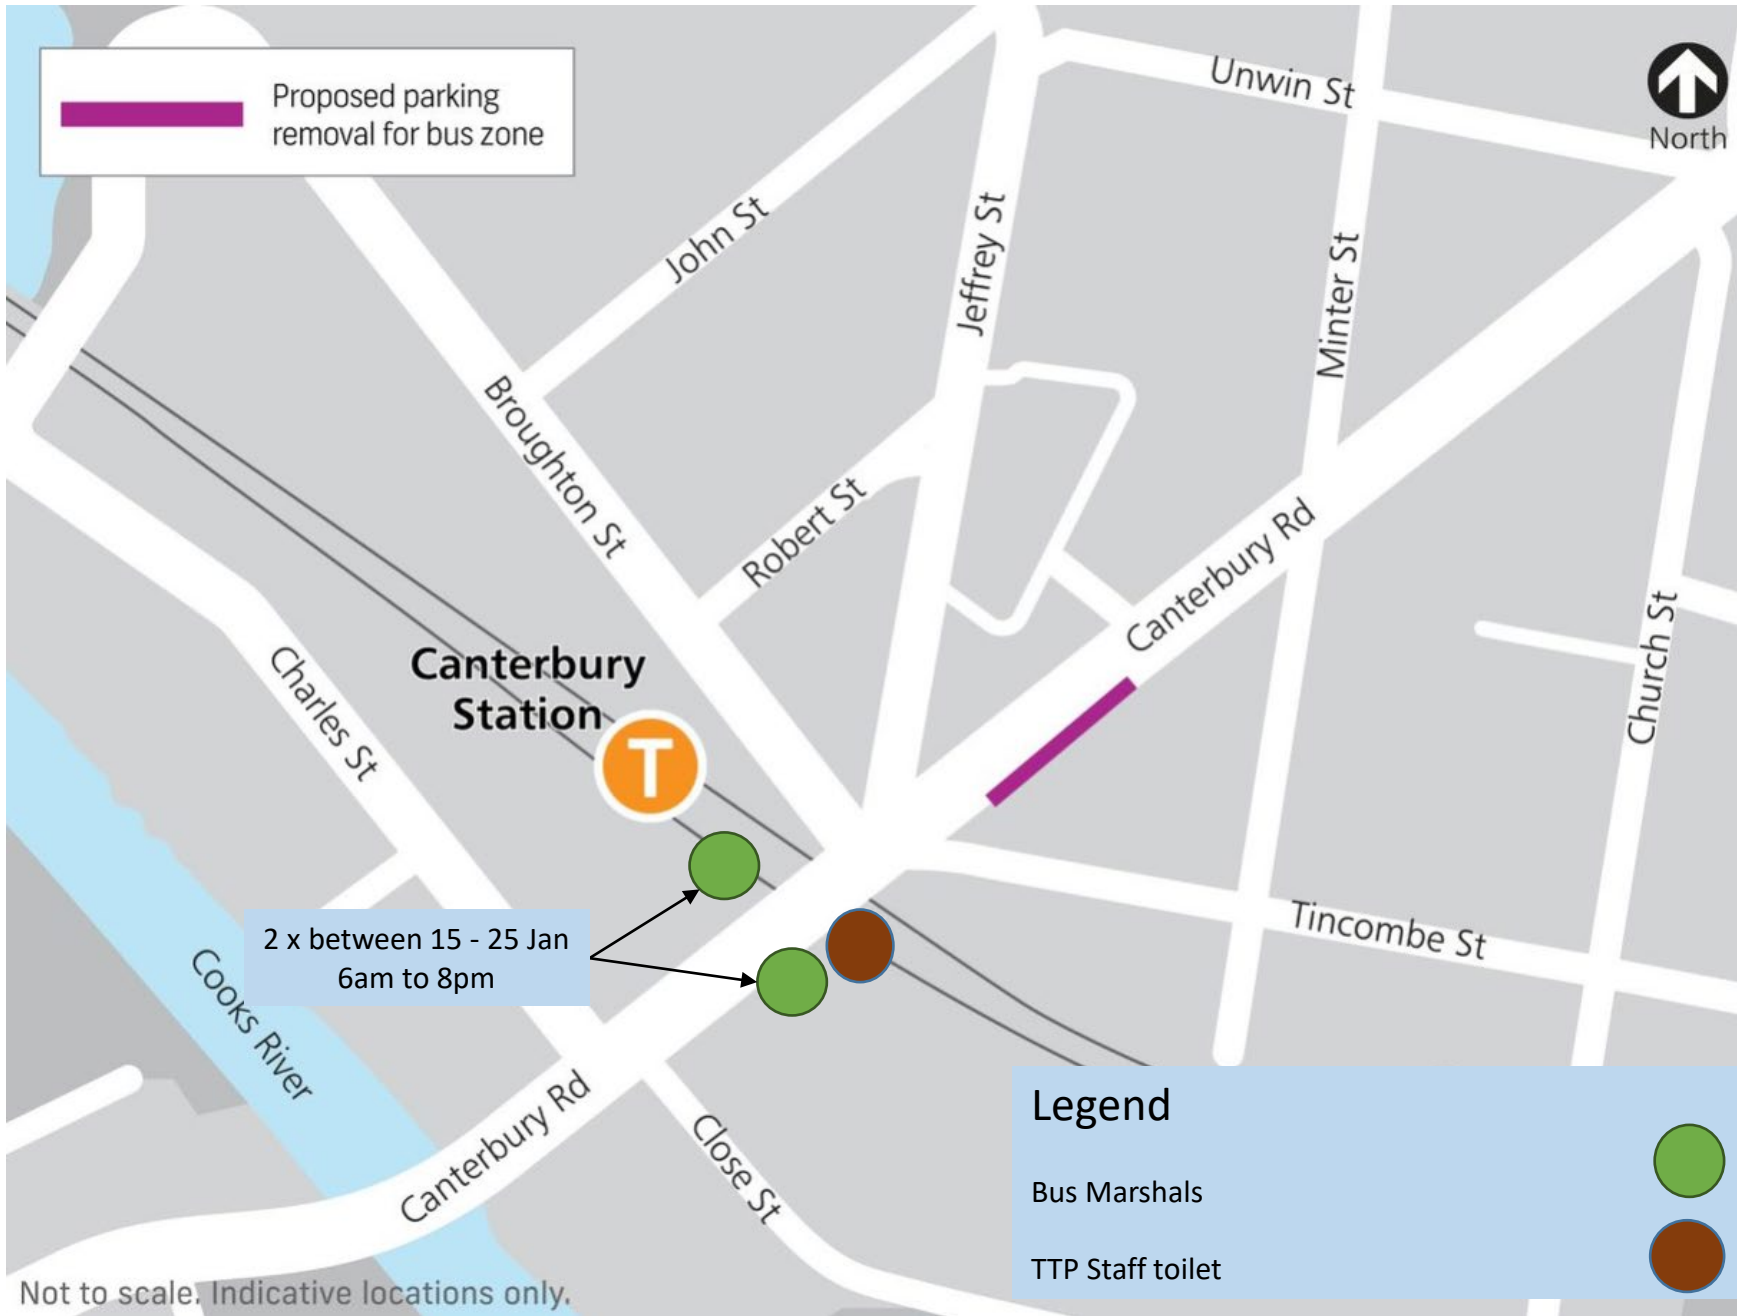 Proposed parking
removal for bus zone
Unwin St
North
John St
Jeffrey St
Minter St
Broughton St
Robert St
Canterbury Rd
Church St
Canterbury
Station
T
Charles St
2 x between 15 - 25 Jan
6am to 8pm
Tincombe St
Cooks River
Canterbury Rd
Close St
Legend
Bus Marshals
TTP Staff toilet
Not to scale. Indicative locations only.